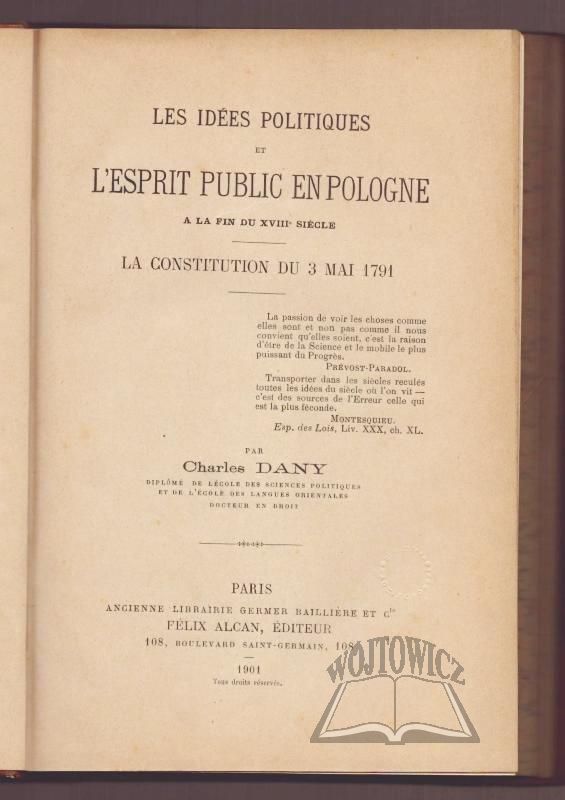 LES IDÉES POLITIQUES
ET
L'ESPRIT PUBLIC EN POLOGNE
A LA FIN DU XVIIIe SIÈCLE
LA CONSTITUTION DU 3 MAI 1791
La passion de voir les choses comme
elles sont et non pas comme il nous
convient qu'elles soient, c'est la raison
d'être de la Science et le mobile le plus
puissant du Progrès.
PRÉVOST-PARADOL.
Transporter dans les siècles reculés
toutes les idées du siècle où l'on vit —
c'est des sources de l'Erreur celle qui
est la plus féconde.
MONTESQUIEU.
Esp. des Lois, Liv. XXX, ch. XL.
PAR
Charles DANY
DIPLÔMÉ DE LÉCOLE DES SCIENCES POLITIQUES
ET DE L'ÉCOLE DES LANGUES ORIENTALES
DOCTEUR EN DROIT
PARIS
ANCIENNE LIBRAIRIE GERMER BAILLIÈRE ET Cie
FÉLIX ALCAN, ÉDITEUR
108, BOULEVARD SAINT-GERMAIN, 108
1901
Tous droits réservés.
WÓJTOWICZ